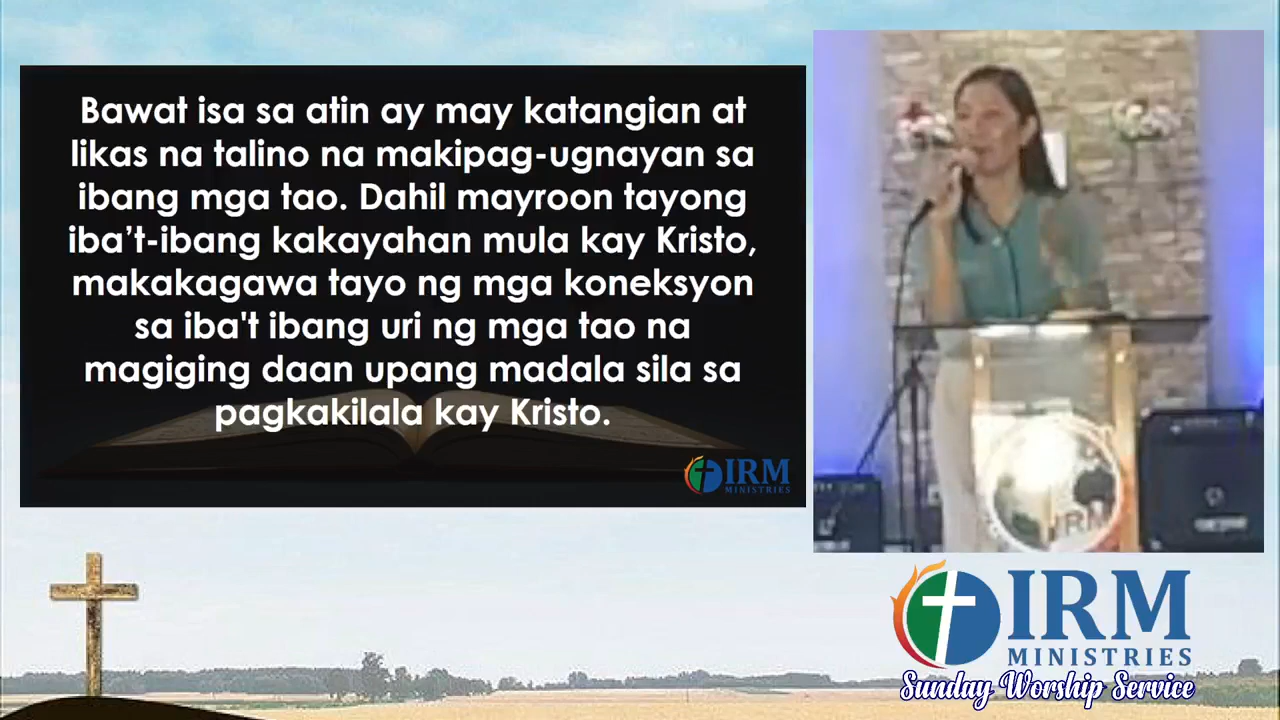 Bawat isa sa atin ay may katangian at
likas na talino na makipag-ugnayan sa
ibang mga tao. Dahil mayroon tayong
iba’t-ibang kakayahan mula kay Kristo,
makakagawa tayo ng mga koneksyon
sa iba't ibang uri ng mga tao na
magiging daan upang madala sila sa
pagkakilala kay Kristo.
IRM
MINISTRIES
IRM
IRM
MINISTRIES
Sunday Worship Service